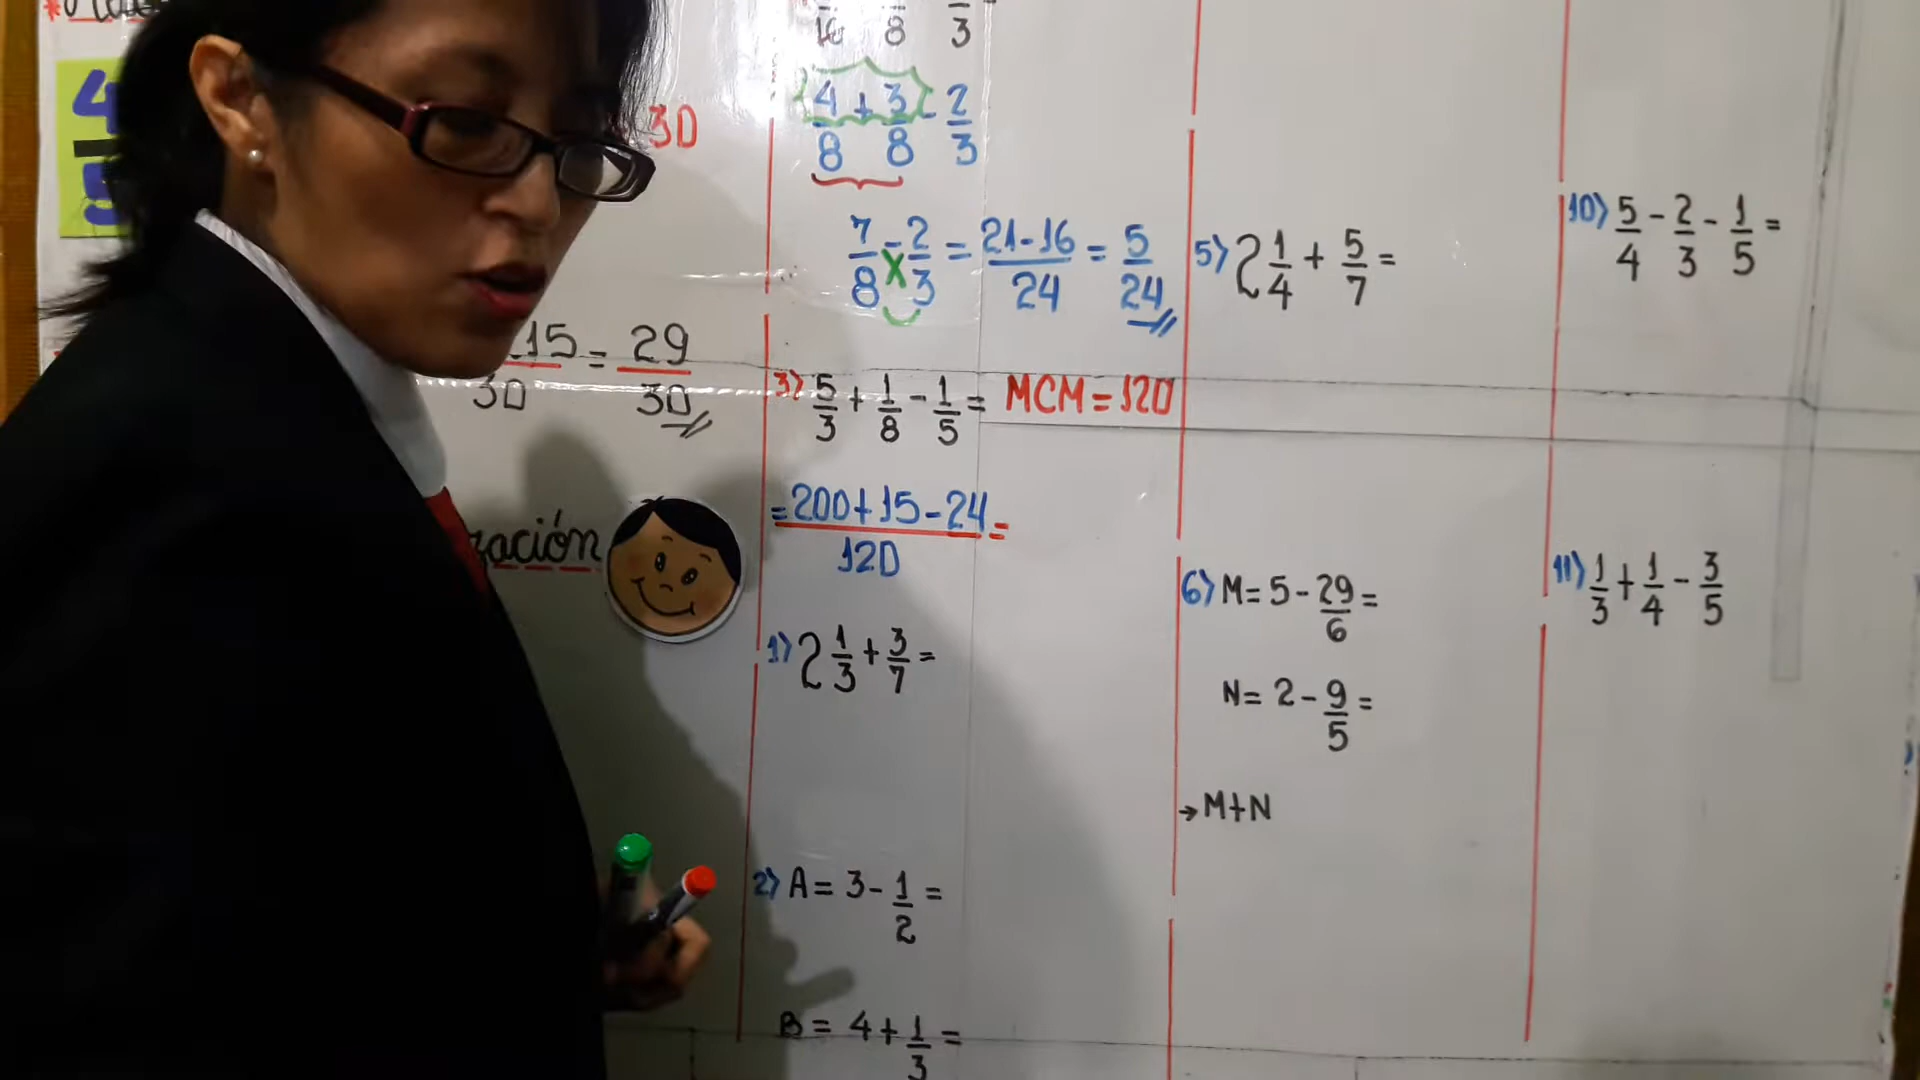 4/5
30
15/30 = 29/30
zación
16 8 3
4/8 + 3/8 - 2/3
7/8 - 2/3 = 21-16/24 = 5/24
3) 5/3 + 1/8 - 1/5 = MCM = 120
= 200+15-24/120 =
1) 2 1/3 + 3/7 =
2) A = 3 - 1/2 =
B = 4 + 1/3 =
5) 2 1/4 + 5/7 =
6) M = 5 - 29/6 =
N = 2 - 9/5 =
→ M+N
10) 5/4 - 2/3 - 1/5 =
11) 1/3 + 1/4 - 3/5